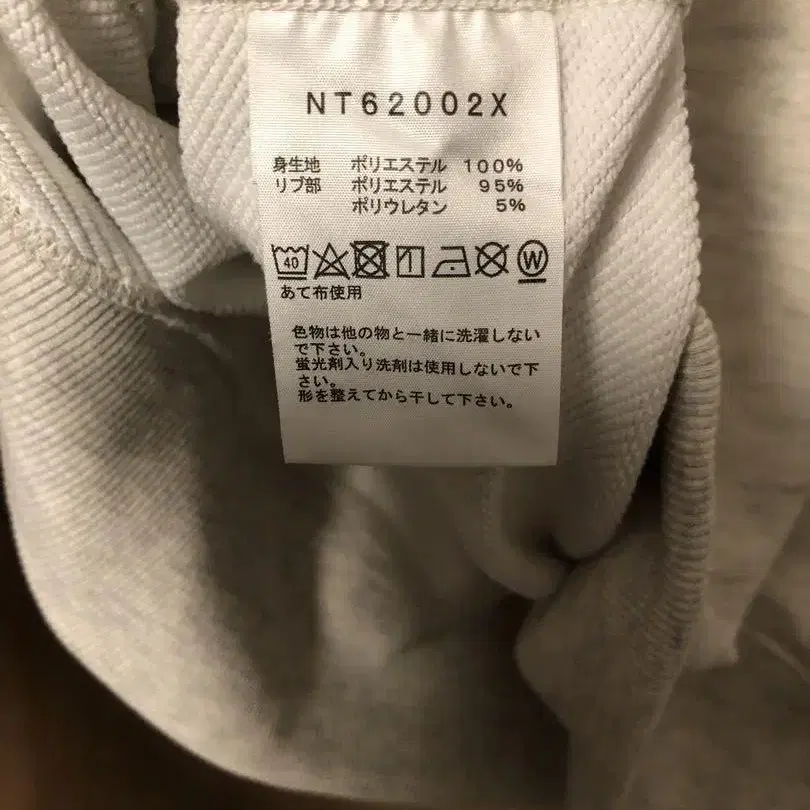 NT62002X
身生地 ポリエステル 100%
リブ部 ポリエステル 95%
ポリウレタン 5%
40 W
あて布使用
色物は他の物と一緒に洗濯しない
で下さい。
蛍光剤入り洗剤は使用しないで下
さい。
形を整えてから干して下さい。